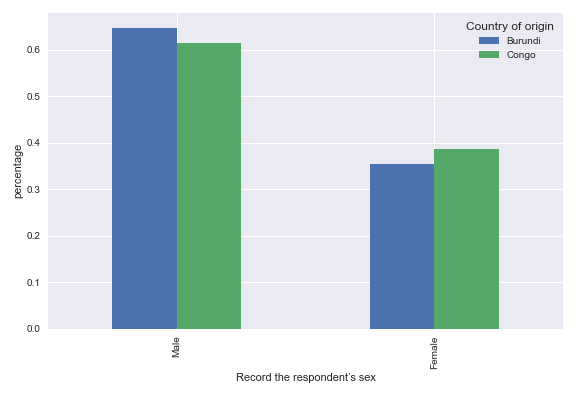 Country of origin
Burundi
Congo
0.6
0.5
0.4
0.3
0.2
0.1
0.0
percentage
Male
Female
Record the respondent's sex